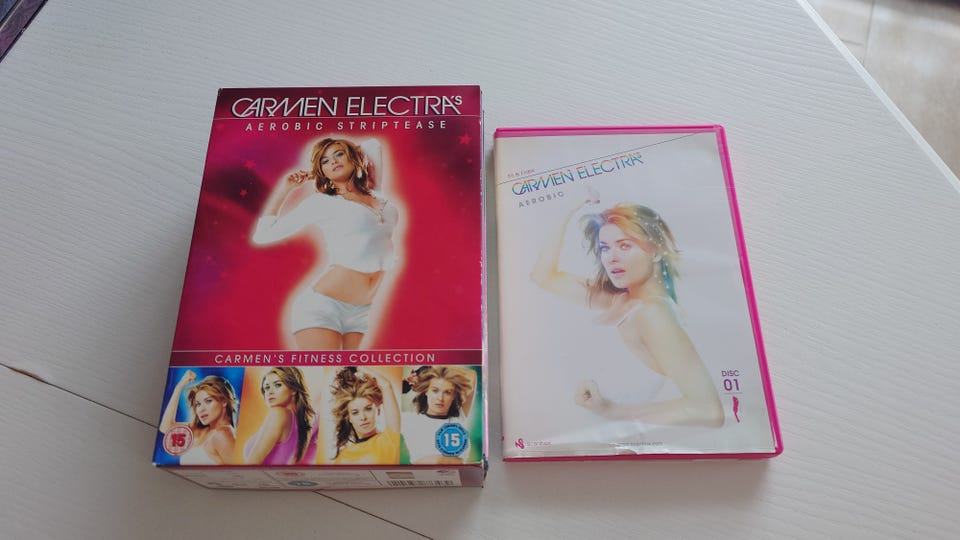 CARMEN ELECTRA'S
AEROBIC STRIPTEASE
CARMEN'S FITNESS COLLECTION
15
15
CARMEN ELECTRA'S
AEROBIC
DISC
01